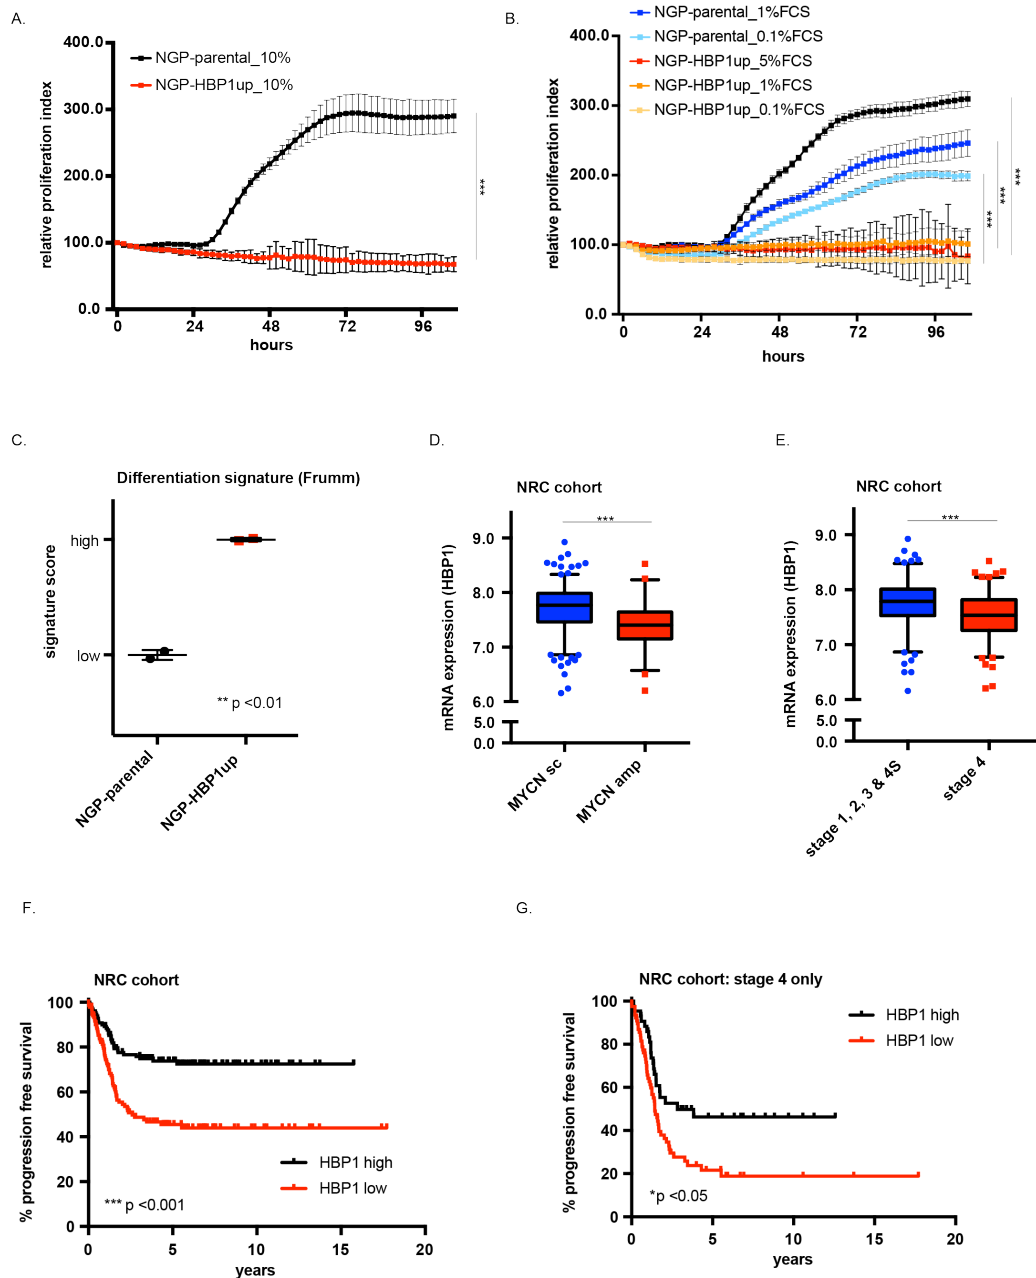 A.
NGP-parental_10%
NGP-HBP1up_10%
relative proliferation index
400.0
300.0
200.0
100.0
0.0
0 24 48 72 96
hours
***
B.
NGP-parental_1%FCS
NGP-parental_0.1%FCS
NGP-HBP1up_5%FCS
NGP-HBP1up_1%FCS
NGP-HBP1up_0.1%FCS
relative proliferation index
400.0
300.0
200.0
100.0
0.0
0 24 48 72 96
hours
***
***
***
C.
Differentiation signature (Frumm)
signature score
high
low
** p <0.01
NGP-parental
NGP-HBP1up
D.
NRC cohort
***
mRNA expression (HBP1)
9.0
8.0
7.0
6.0
5.0
0.0
MYCN sc
MYCN amp
E.
NRC cohort
***
mRNA expression (HBP1)
9.0
8.0
7.0
6.0
5.0
0.0
stage 1, 2, 3 & 4S
stage 4
F.
NRC cohort
% progression free survival
100
80
60
40
20
0
HBP1 high
HBP1 low
*** p <0.001
0 5 10 15 20
years
G.
NRC cohort: stage 4 only
% progression free survival
100
80
60
40
20
0
HBP1 high
HBP1 low
*p <0.05
0 5 10 15 20
years